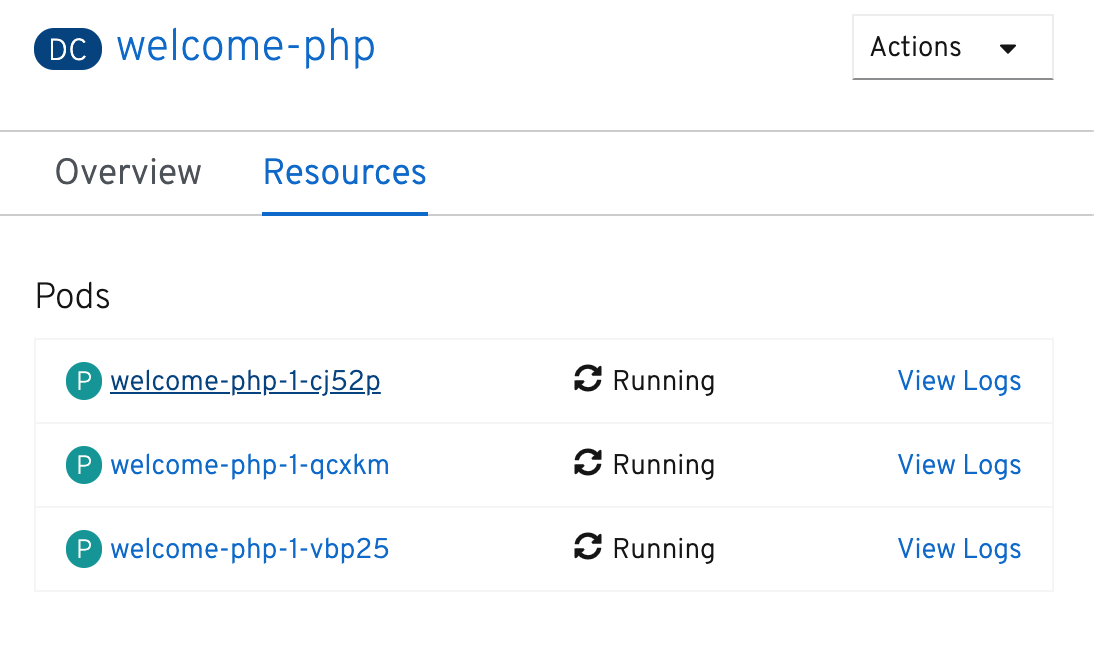 DC welcome-php Actions
Overview Resources
Pods
P welcome-php-1-cj52p Running View Logs
P welcome-php-1-qcxkm Running View Logs
P welcome-php-1-vbp25 Running View Logs